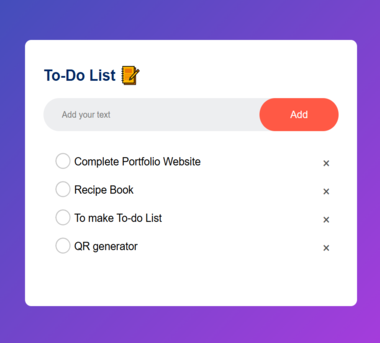 To-Do List
Add your text
Add
Complete Portfolio Website
×
Recipe Book
×
To make To-do List
×
QR generator
×